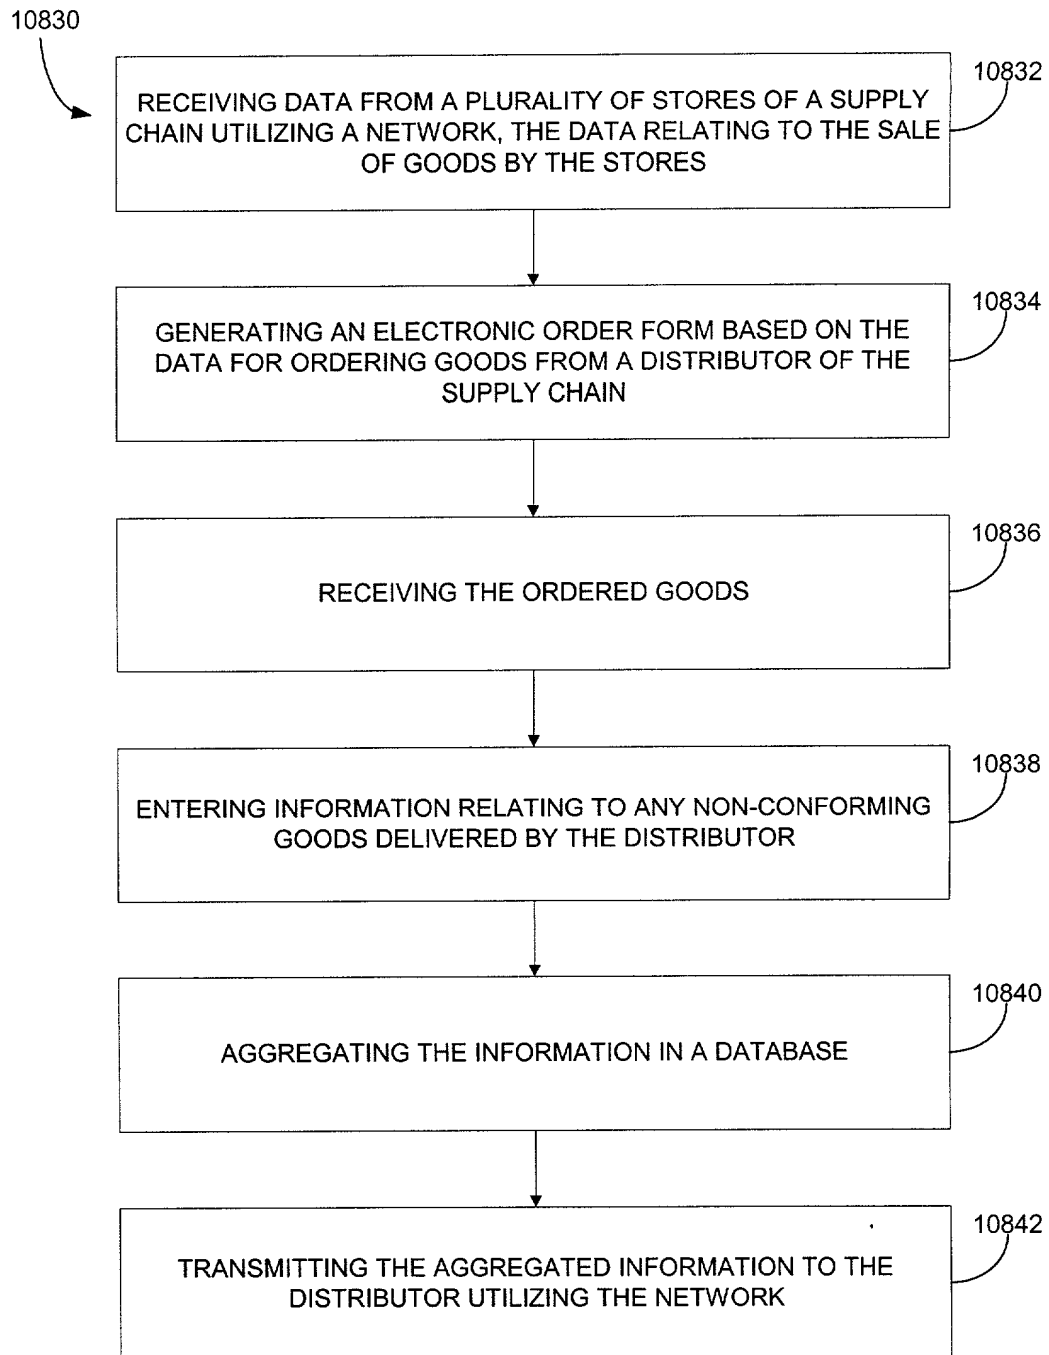 10830
10832
RECEIVING DATA FROM A PLURALITY OF STORES OF A SUPPLY
CHAIN UTILIZING A NETWORK, THE DATA RELATING TO THE SALE
OF GOODS BY THE STORES
10834
GENERATING AN ELECTRONIC ORDER FORM BASED ON THE
DATA FOR ORDERING GOODS FROM A DISTRIBUTOR OF THE
SUPPLY CHAIN
10836
RECEIVING THE ORDERED GOODS
10838
ENTERING INFORMATION RELATING TO ANY NON-CONFORMING
GOODS DELIVERED BY THE DISTRIBUTOR
10840
AGGREGATING THE INFORMATION IN A DATABASE
10842
TRANSMITTING THE AGGREGATED INFORMATION TO THE
DISTRIBUTOR UTILIZING THE NETWORK